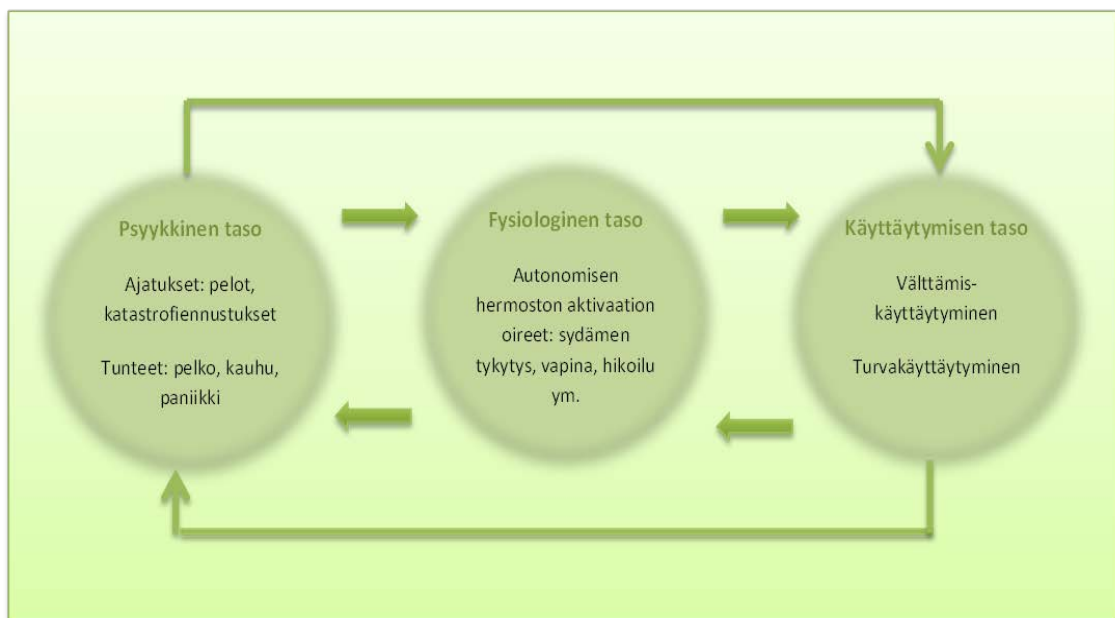 Psyykkinen taso
Ajatukset: pelot,
katastrofiennustukset
Tunteet: pelko, kauhu,
paniikki
Fysiologinen taso
Autonomisen
hermoston aktivaation
oireet: sydämen
tykytys, vapina, hikoilu
ym.
Käyttäytymisen taso
Välttämis-
käyttäytyminen
Turvakäyttäytyminen